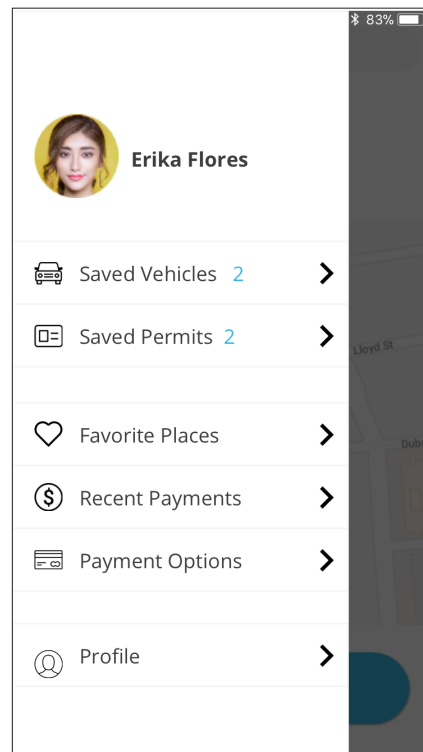 83%
Erika Flores
Saved Vehicles 2
Saved Permits 2
Lloyd St
Favorite Places
Recent Payments
Payment Options
Profile